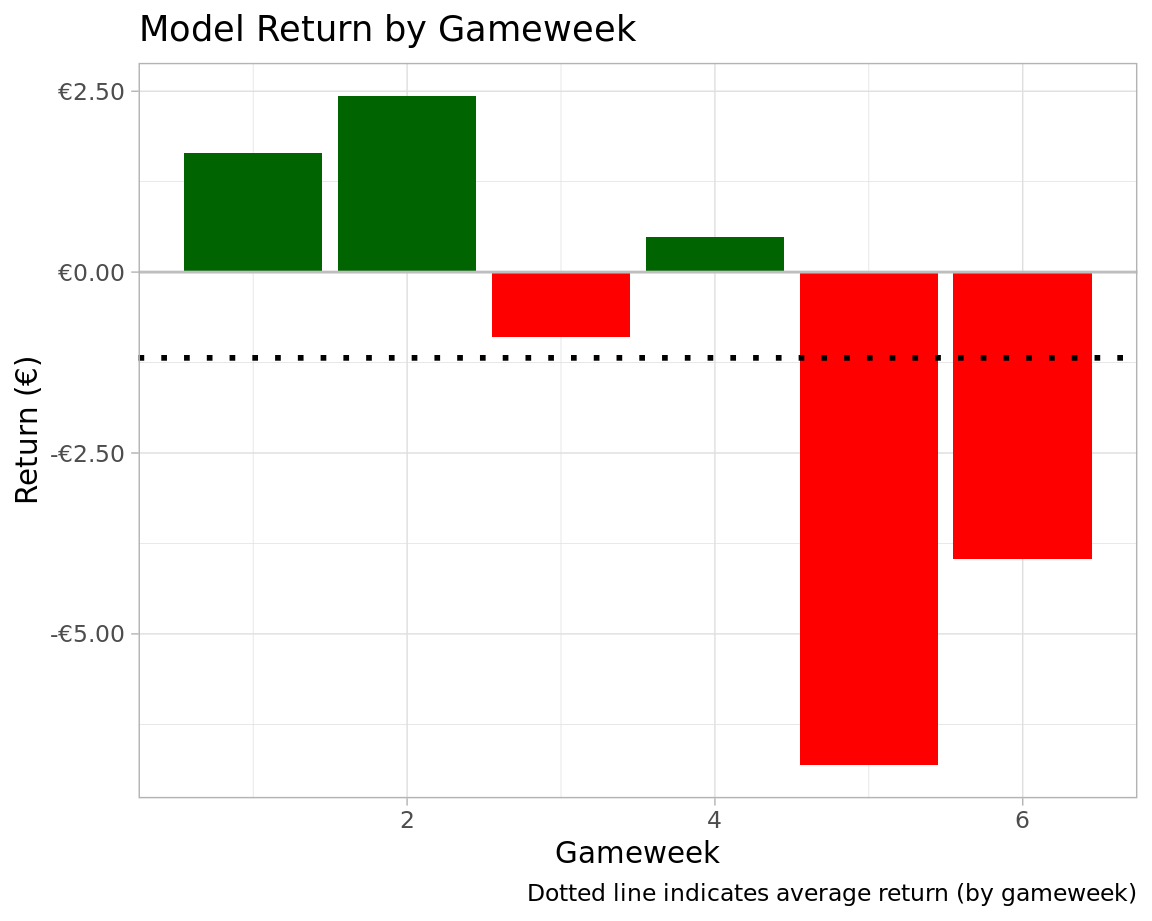 Model Return by Gameweek
€2.50
€0.00
-€2.50
-€5.00
Return (€)
2 4 6
Gameweek
Dotted line indicates average return (by gameweek)